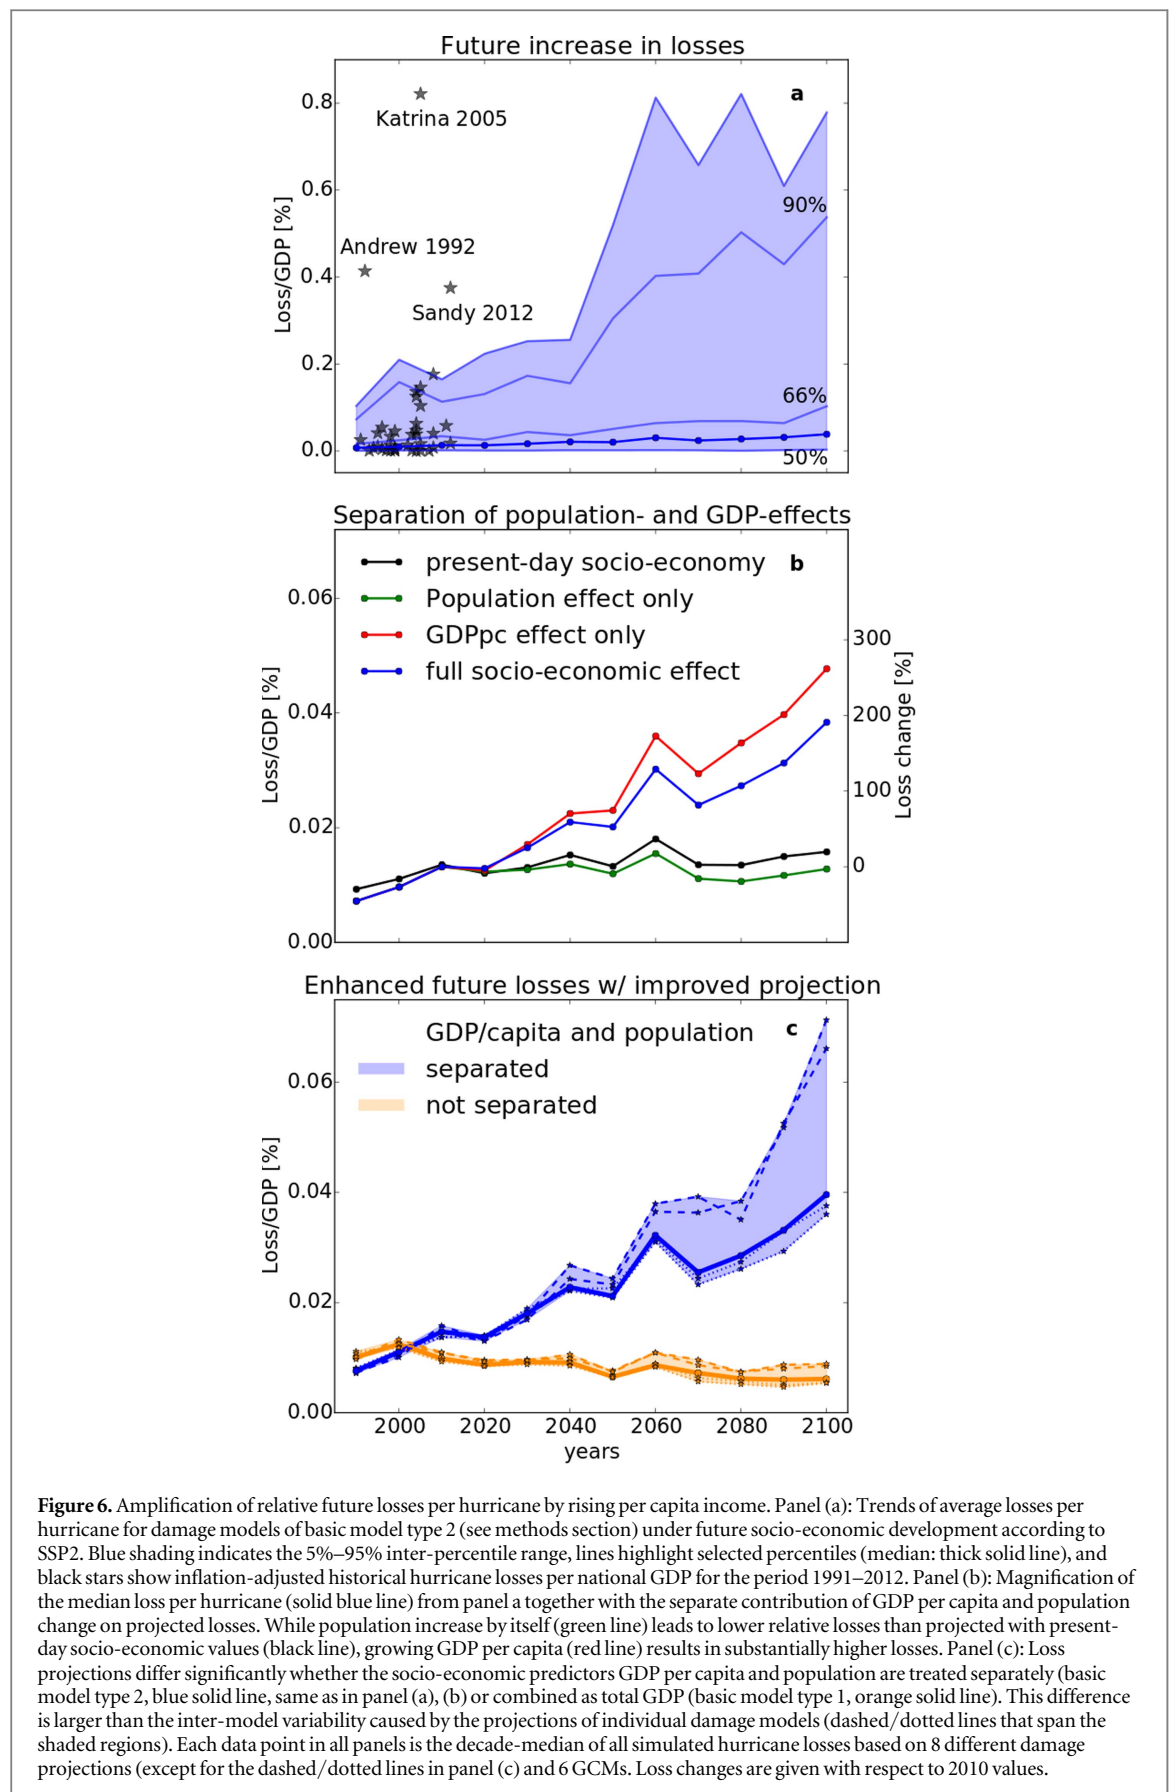 Future increase in losses
a
0.8
Katrina 2005
0.6
90%
Andrew 1992
0.4
Sandy 2012
0.2
66%
0.0
50%
Loss/GDP [%]
Separation of population- and GDP-effects
present-day socio-economy
b
Population effect only
GDPpc effect only
full socio-economic effect
0.06
0.04
0.02
0.00
Loss/GDP [%]
300
200
100
0
Loss change [%]
Enhanced future losses w/ improved projection
GDP/capita and population
c
separated
not separated
0.06
0.04
0.02
0.00
Loss/GDP [%]
2000 2020 2040 2060 2080 2100
years
Figure 6. Amplification of relative future losses per hurricane by rising per capita income. Panel (a): Trends of average losses per
hurricane for damage models of basic model type 2 (see methods section) under future socio-economic development according to
SSP2. Blue shading indicates the 5%–95% inter-percentile range, lines highlight selected percentiles (median: thick solid line), and
black stars show inflation-adjusted historical hurricane losses per national GDP for the period 1991–2012. Panel (b): Magnification of
the median loss per hurricane (solid blue line) from panel a together with the separate contribution of GDP per capita and population
change on projected losses. While population increase by itself (green line) leads to lower relative losses than projected with present-
day socio-economic values (black line), growing GDP per capita (red line) results in substantially higher losses. Panel (c): Loss
projections differ significantly whether the socio-economic predictors GDP per capita and population are treated separately (basic
model type 2, blue solid line, same as in panel (a), (b) or combined as total GDP (basic model type 1, orange solid line). This difference
is larger than the inter-model variability caused by the projections of individual damage models (dashed/dotted lines that span the
shaded regions). Each data point in all panels is the decade-median of all simulated hurricane losses based on 8 different damage
projections (except for the dashed/dotted lines in panel (c) and 6 GCMs. Loss changes are given with respect to 2010 values.